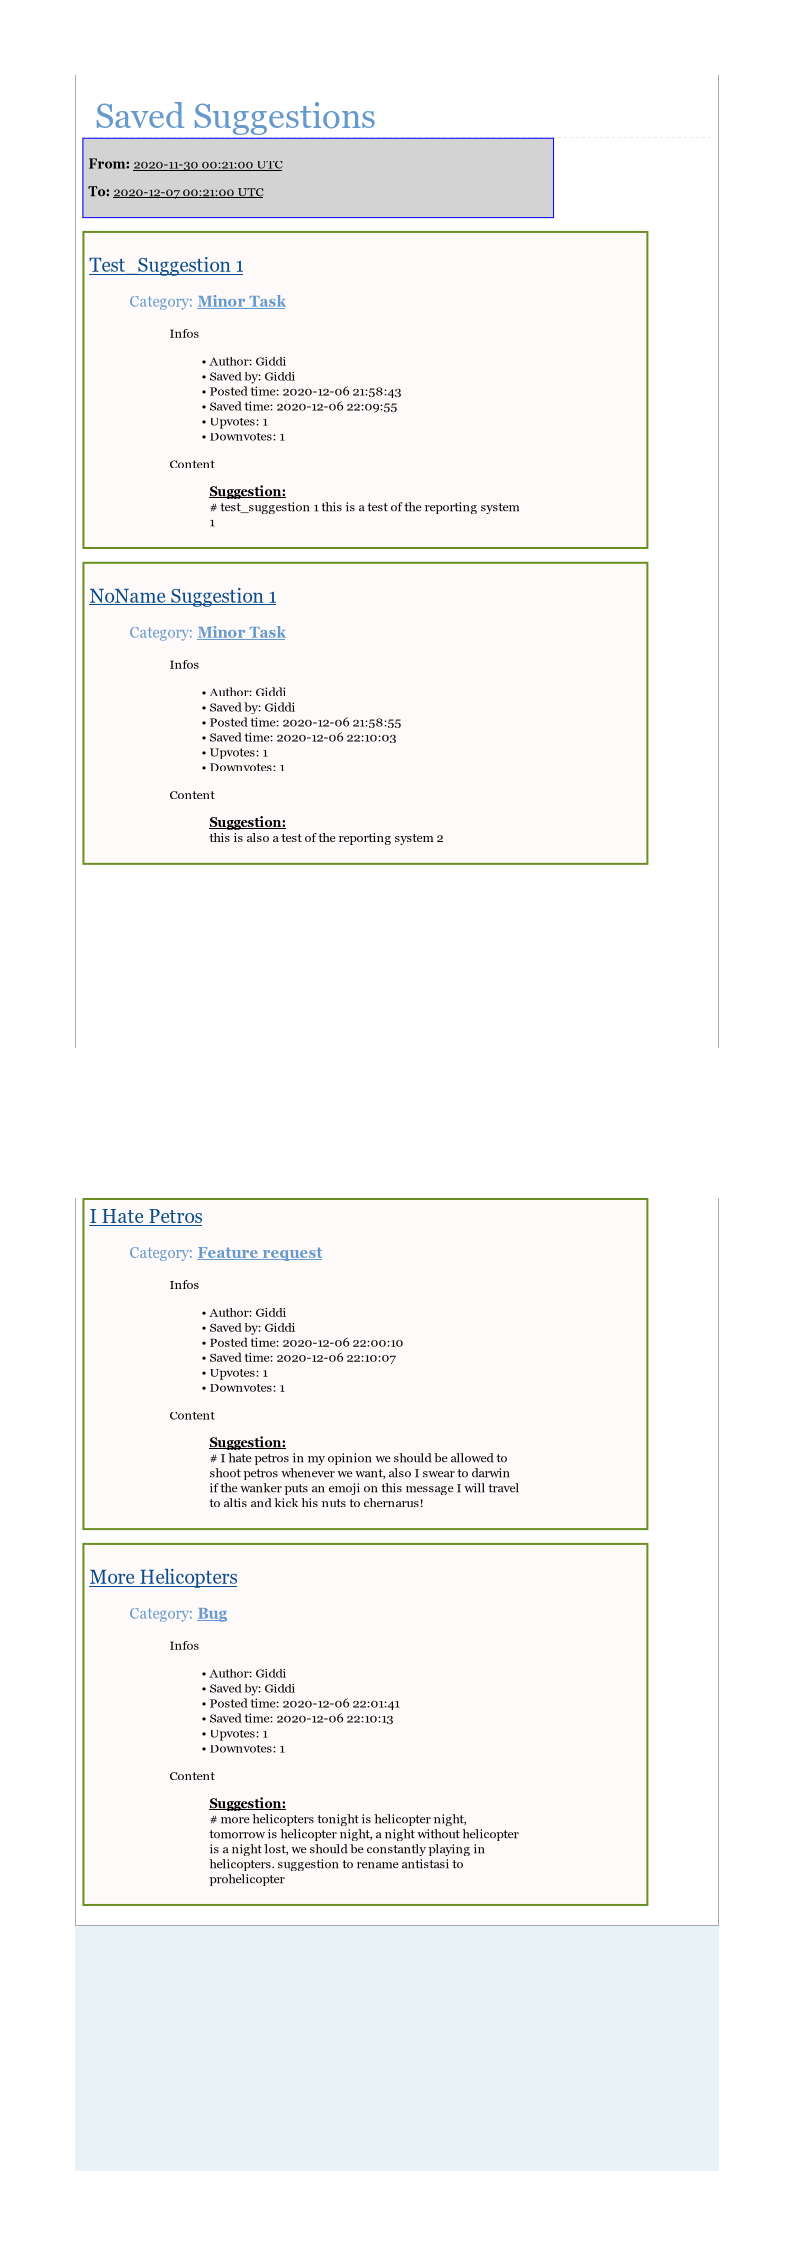 Saved Suggestions
From: 2020-11-30 00:21:00 UTC
To: 2020-12-07 00:21:00 UTC
Test_Suggestion 1
Category: Minor Task
Infos
• Author: Giddi
• Saved by: Giddi
• Posted time: 2020-12-06 21:58:43
• Saved time: 2020-12-06 22:09:55
• Upvotes: 1
• Downvotes: 1
Content
Suggestion:
# test_suggestion 1 this is a test of the reporting system
1
NoName Suggestion 1
Category: Minor Task
Infos
• Author: Giddi
• Saved by: Giddi
• Posted time: 2020-12-06 21:58:55
• Saved time: 2020-12-06 22:10:03
• Upvotes: 1
• Downvotes: 1
Content
Suggestion:
this is also a test of the reporting system 2
I Hate Petros
Category: Feature request
Infos
• Author: Giddi
• Saved by: Giddi
• Posted time: 2020-12-06 22:00:10
• Saved time: 2020-12-06 22:10:07
• Upvotes: 1
• Downvotes: 1
Content
Suggestion:
# I hate petros in my opinion we should be allowed to
shoot petros whenever we want, also I swear to darwin
if the wanker puts an emoji on this message I will travel
to altis and kick his nuts to chernarus!
More Helicopters
Category: Bug
Infos
• Author: Giddi
• Saved by: Giddi
• Posted time: 2020-12-06 22:01:41
• Saved time: 2020-12-06 22:10:13
• Upvotes: 1
• Downvotes: 1
Content
Suggestion:
# more helicopters tonight is helicopter night,
tomorrow is helicopter night, a night without helicopter
is a night lost, we should be constantly playing in
helicopters. suggestion to rename antistasi to
prohelicopter